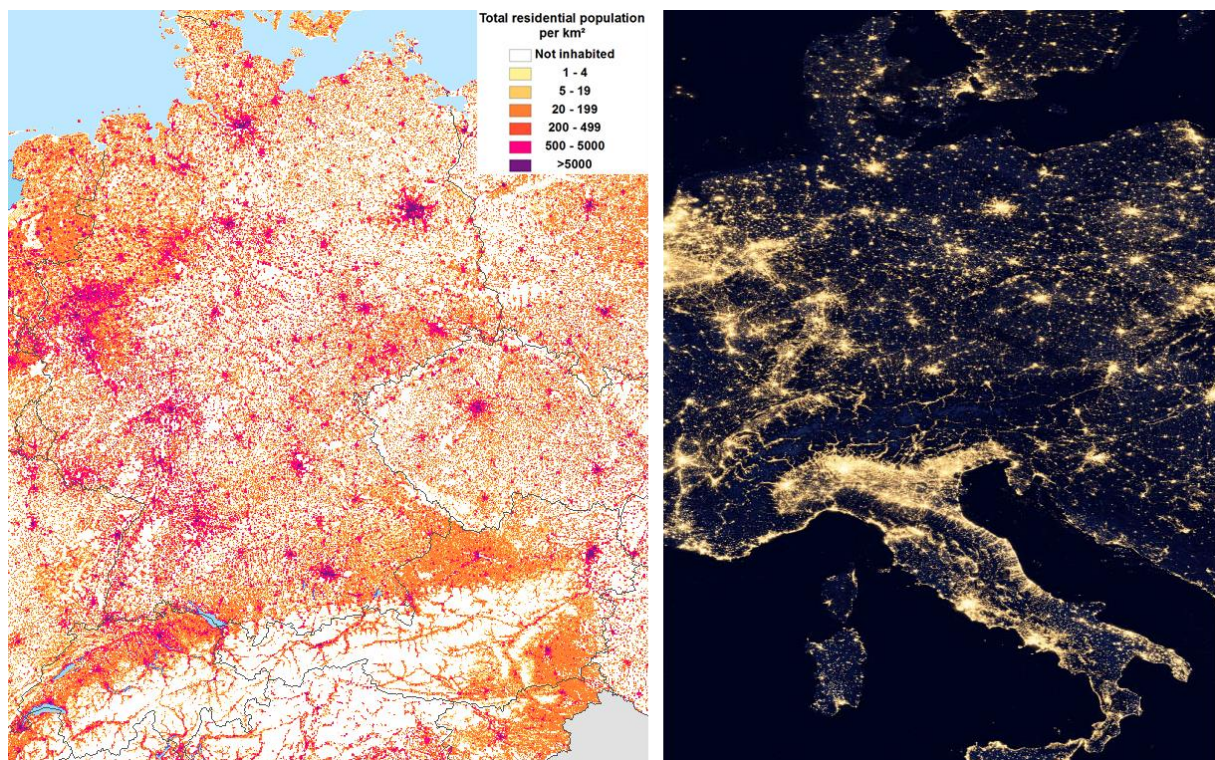 Total residential population
per km²
Not inhabited
1 - 4
5 - 19
20 - 199
200 - 499
500 - 5000
>5000